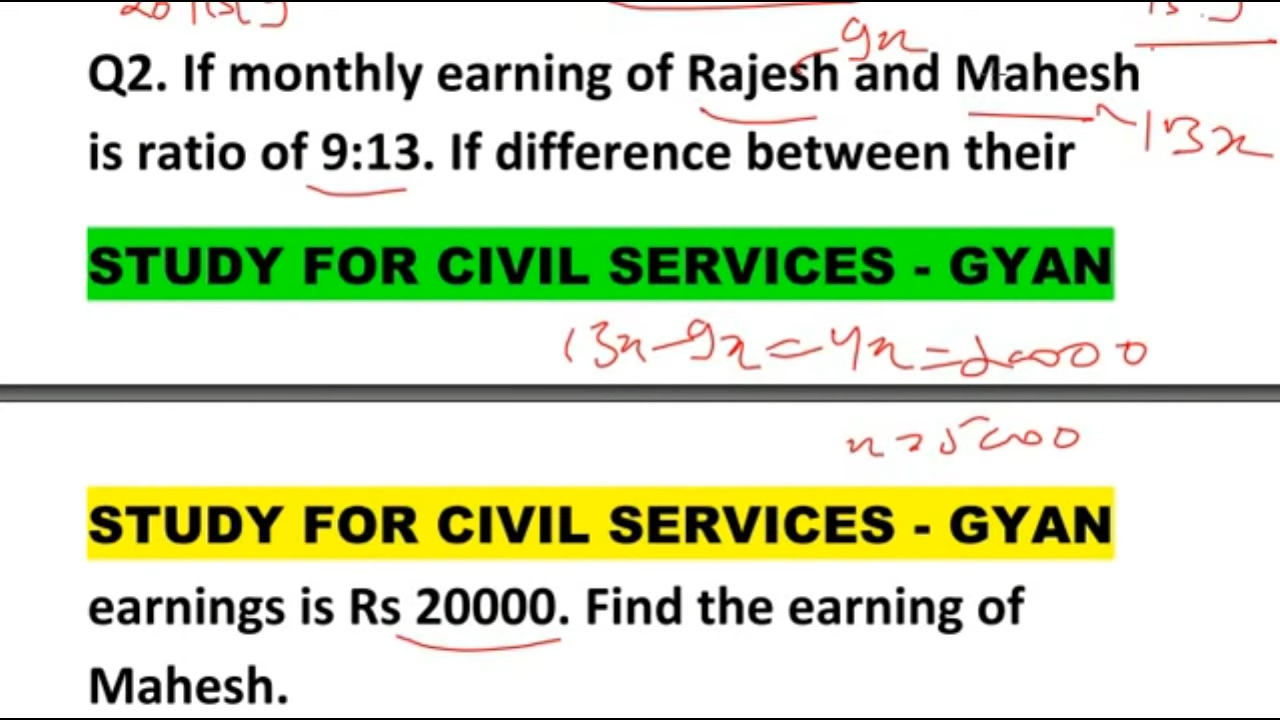 9x
Q2. If monthly earning of Rajesh and Mahesh
13x
is ratio of 9:13. If difference between their
STUDY FOR CIVIL SERVICES - GYAN
13x-9x=4x=20000
x=5000
STUDY FOR CIVIL SERVICES - GYAN
earnings is Rs 20000. Find the earning of
Mahesh.